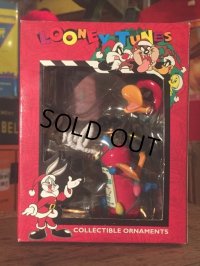 LOONEY TUNES
SOLD OUT
COLLECTIBLE ORNAMENTS